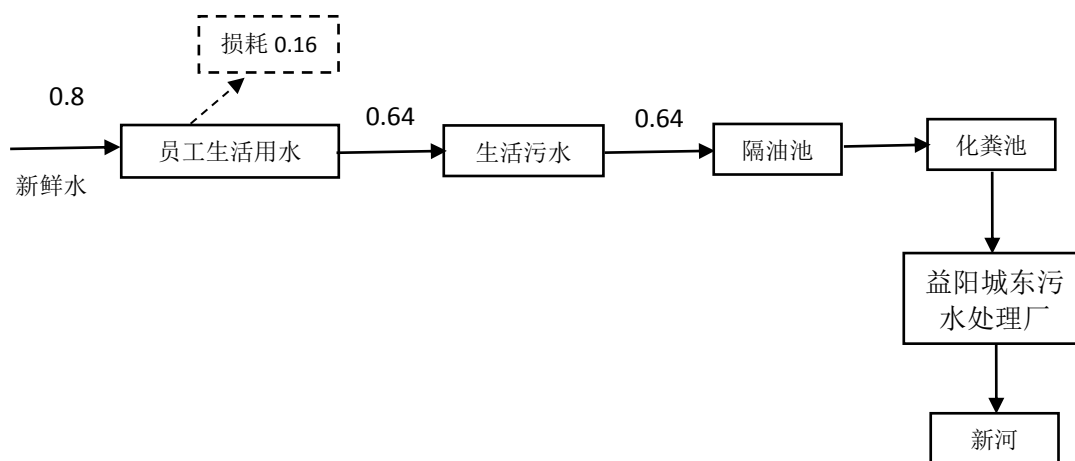 损耗 0.16
0.8
0.64
0.64
员工生活用水
生活污水
隔油池
化粪池
新鲜水
益阳城东污
水处理厂
新河